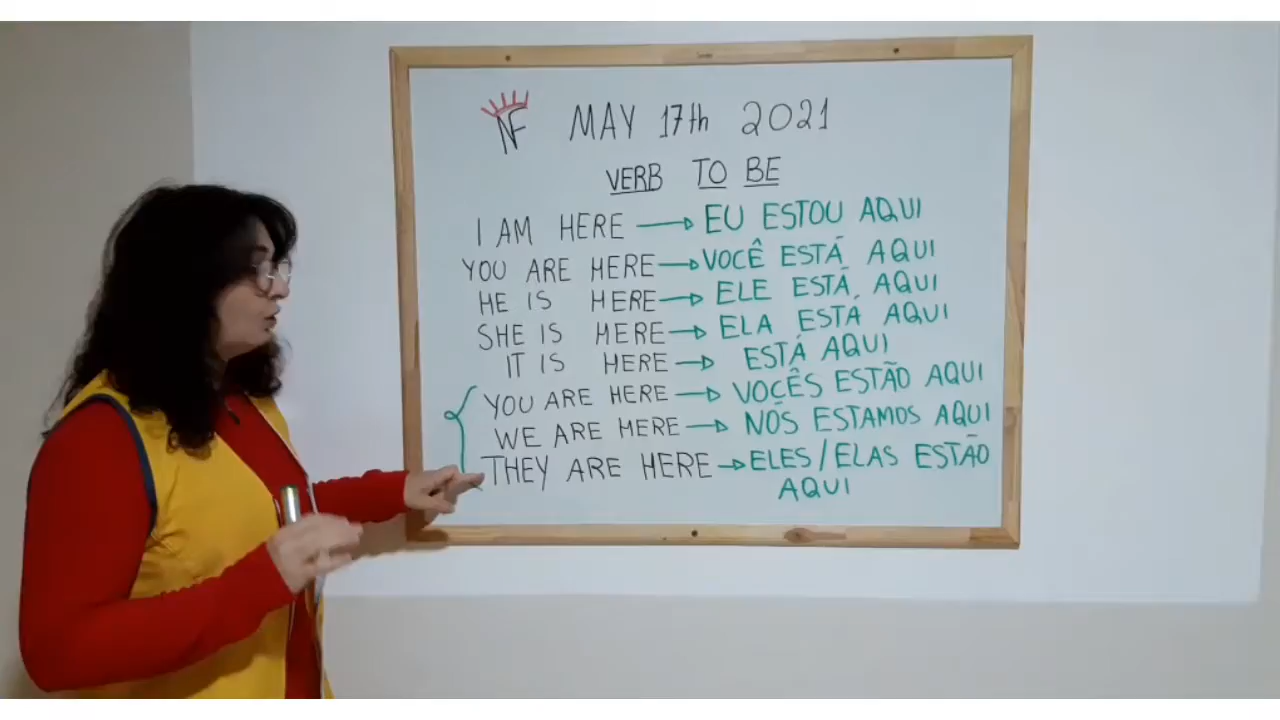 NF MAY 17th 2021
VERB TO BE
I AM HERE → EU ESTOU AQUI
YOU ARE HERE → VOCÊ ESTÁ AQUI
HE IS HERE → ELE ESTÁ AQUI
SHE IS HERE → ELA ESTÁ AQUI
IT IS HERE → ESTÁ AQUI
YOU ARE HERE → VOCÊS ESTÃO AQUI
WE ARE HERE → NÓS ESTAMOS AQUI
THEY ARE HERE → ELES/ELAS ESTÃO
AQUI